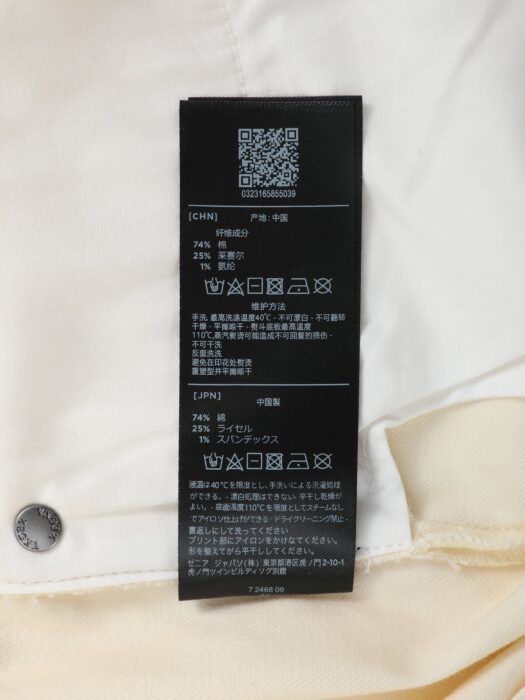 0323165855039
[CHN] 产地:中国
纤维成分
74% 棉
25% 莱赛尔
1% 氨纶
维护方法
手洗, 最高洗涤温度40℃ - 不可漂白 - 不可翻转
干燥 - 平摊晾干 - 熨斗底板最高温度
110℃,蒸汽熨烫可能造成不可回复的损伤 -
不可干洗
反面洗洗
避免在印花处熨烫
重塑型并平摊晾干
[JPN] 中国製
74% 綿
25% ライセル
1% スパンデックス
液温は40℃を限度とし、手洗いによる洗濯処理
ができる。 - 漂白処理はできない- 平干し乾燥が
よい。 - 底面温度110℃を限度としてスチームなし
でアイロン仕上げができる - ドライクリーニング禁止 -
裏返しにして洗ってください
プリント部にアイロンをかけなてください。
形を整えてがら平干ししてください。
ゼニア ジャパン(株) 東京都港区虎ノ門2-10-1
虎ノ門ツインビルディング別館
7 2468 09